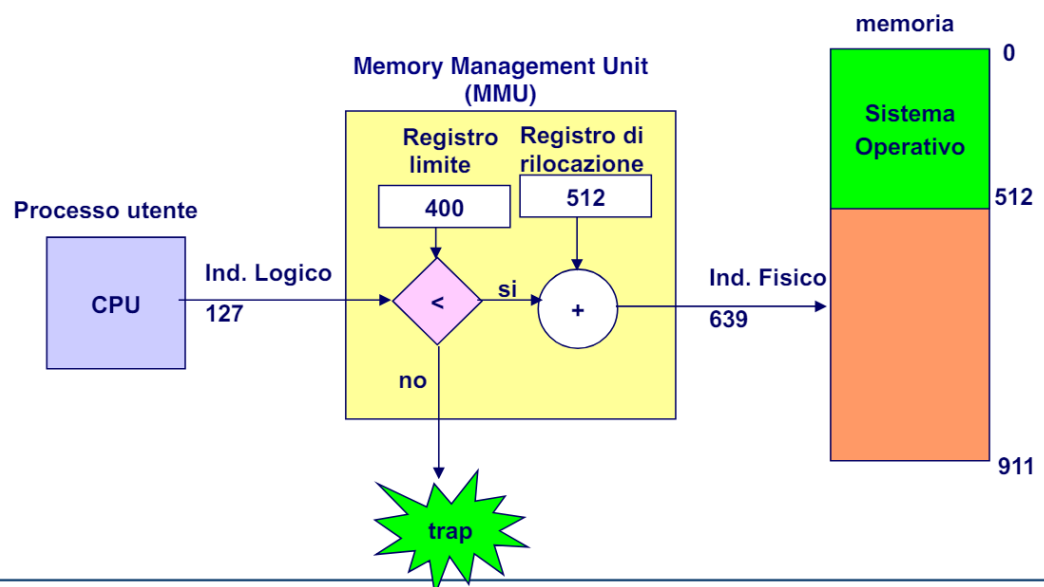 memoria
0
Memory Management Unit
(MMU)
Sistema
Operativo
Registro
limite
Registro di
rilocazione
400
512
512
Processo utente
CPU
Ind. Logico
127
<
si
+
Ind. Fisico
639
no
911
trap